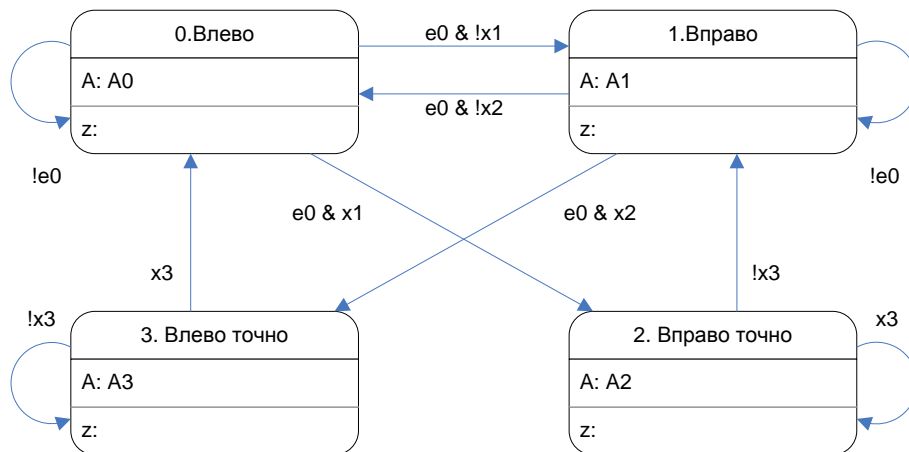 0.Влево
e0 & !x1
1.Вправо
A: A0
A: A1
e0 & !x2
z:
z:
!e0
!e0
e0 & x1
e0 & x2
x3
!x3
!x3
3. Влево точно
2. Вправо точно
x3
A: A3
A: A2
z:
z: